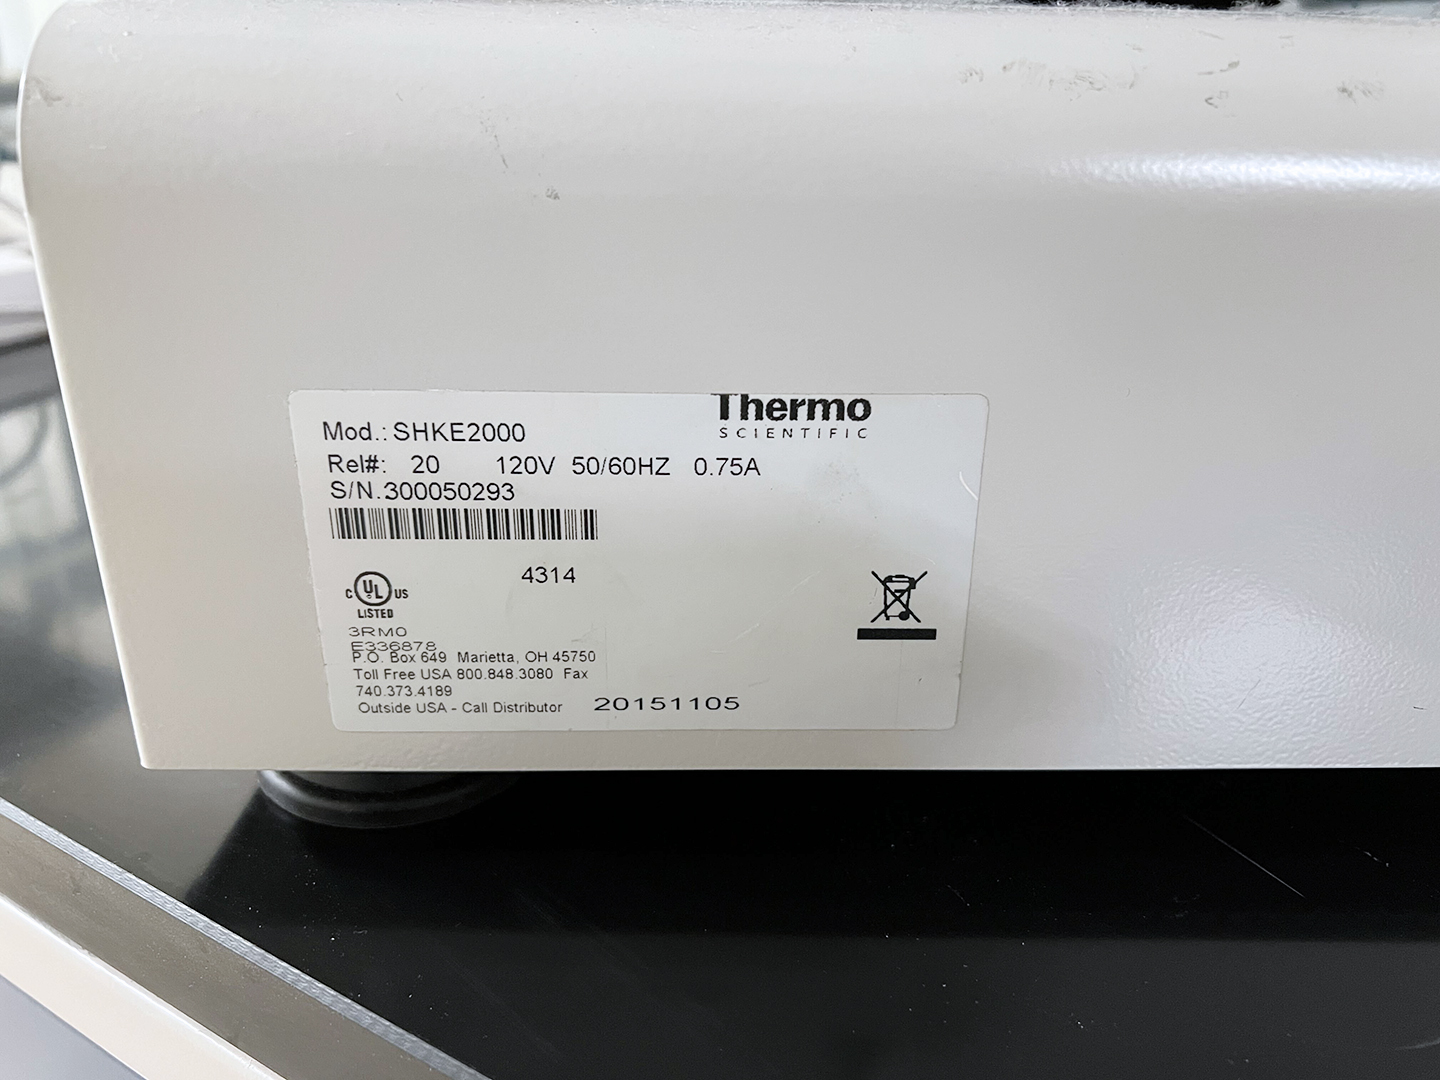 Thermo
SCIENTIFIC
Mod.: SHKE2000
Rel#: 20 120V 50/60HZ 0.75A
S/N.300050293
4314
C UL US
LISTED
3RMO
E336878
P.O. Box 649 Marietta, OH 45750
Toll Free USA 800.848.3080 Fax
740.373.4189
Outside USA - Call Distributor
20151105